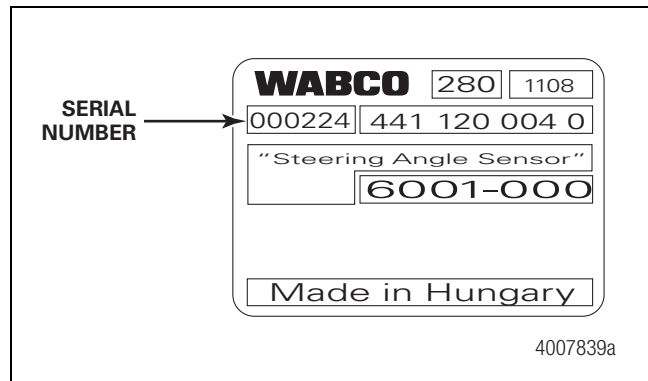 WABCO 280 1108
SERIAL NUMBER
000224 441 120 004 0
"Steering Angle Sensor"
6001-000
Made in Hungary
4007839a